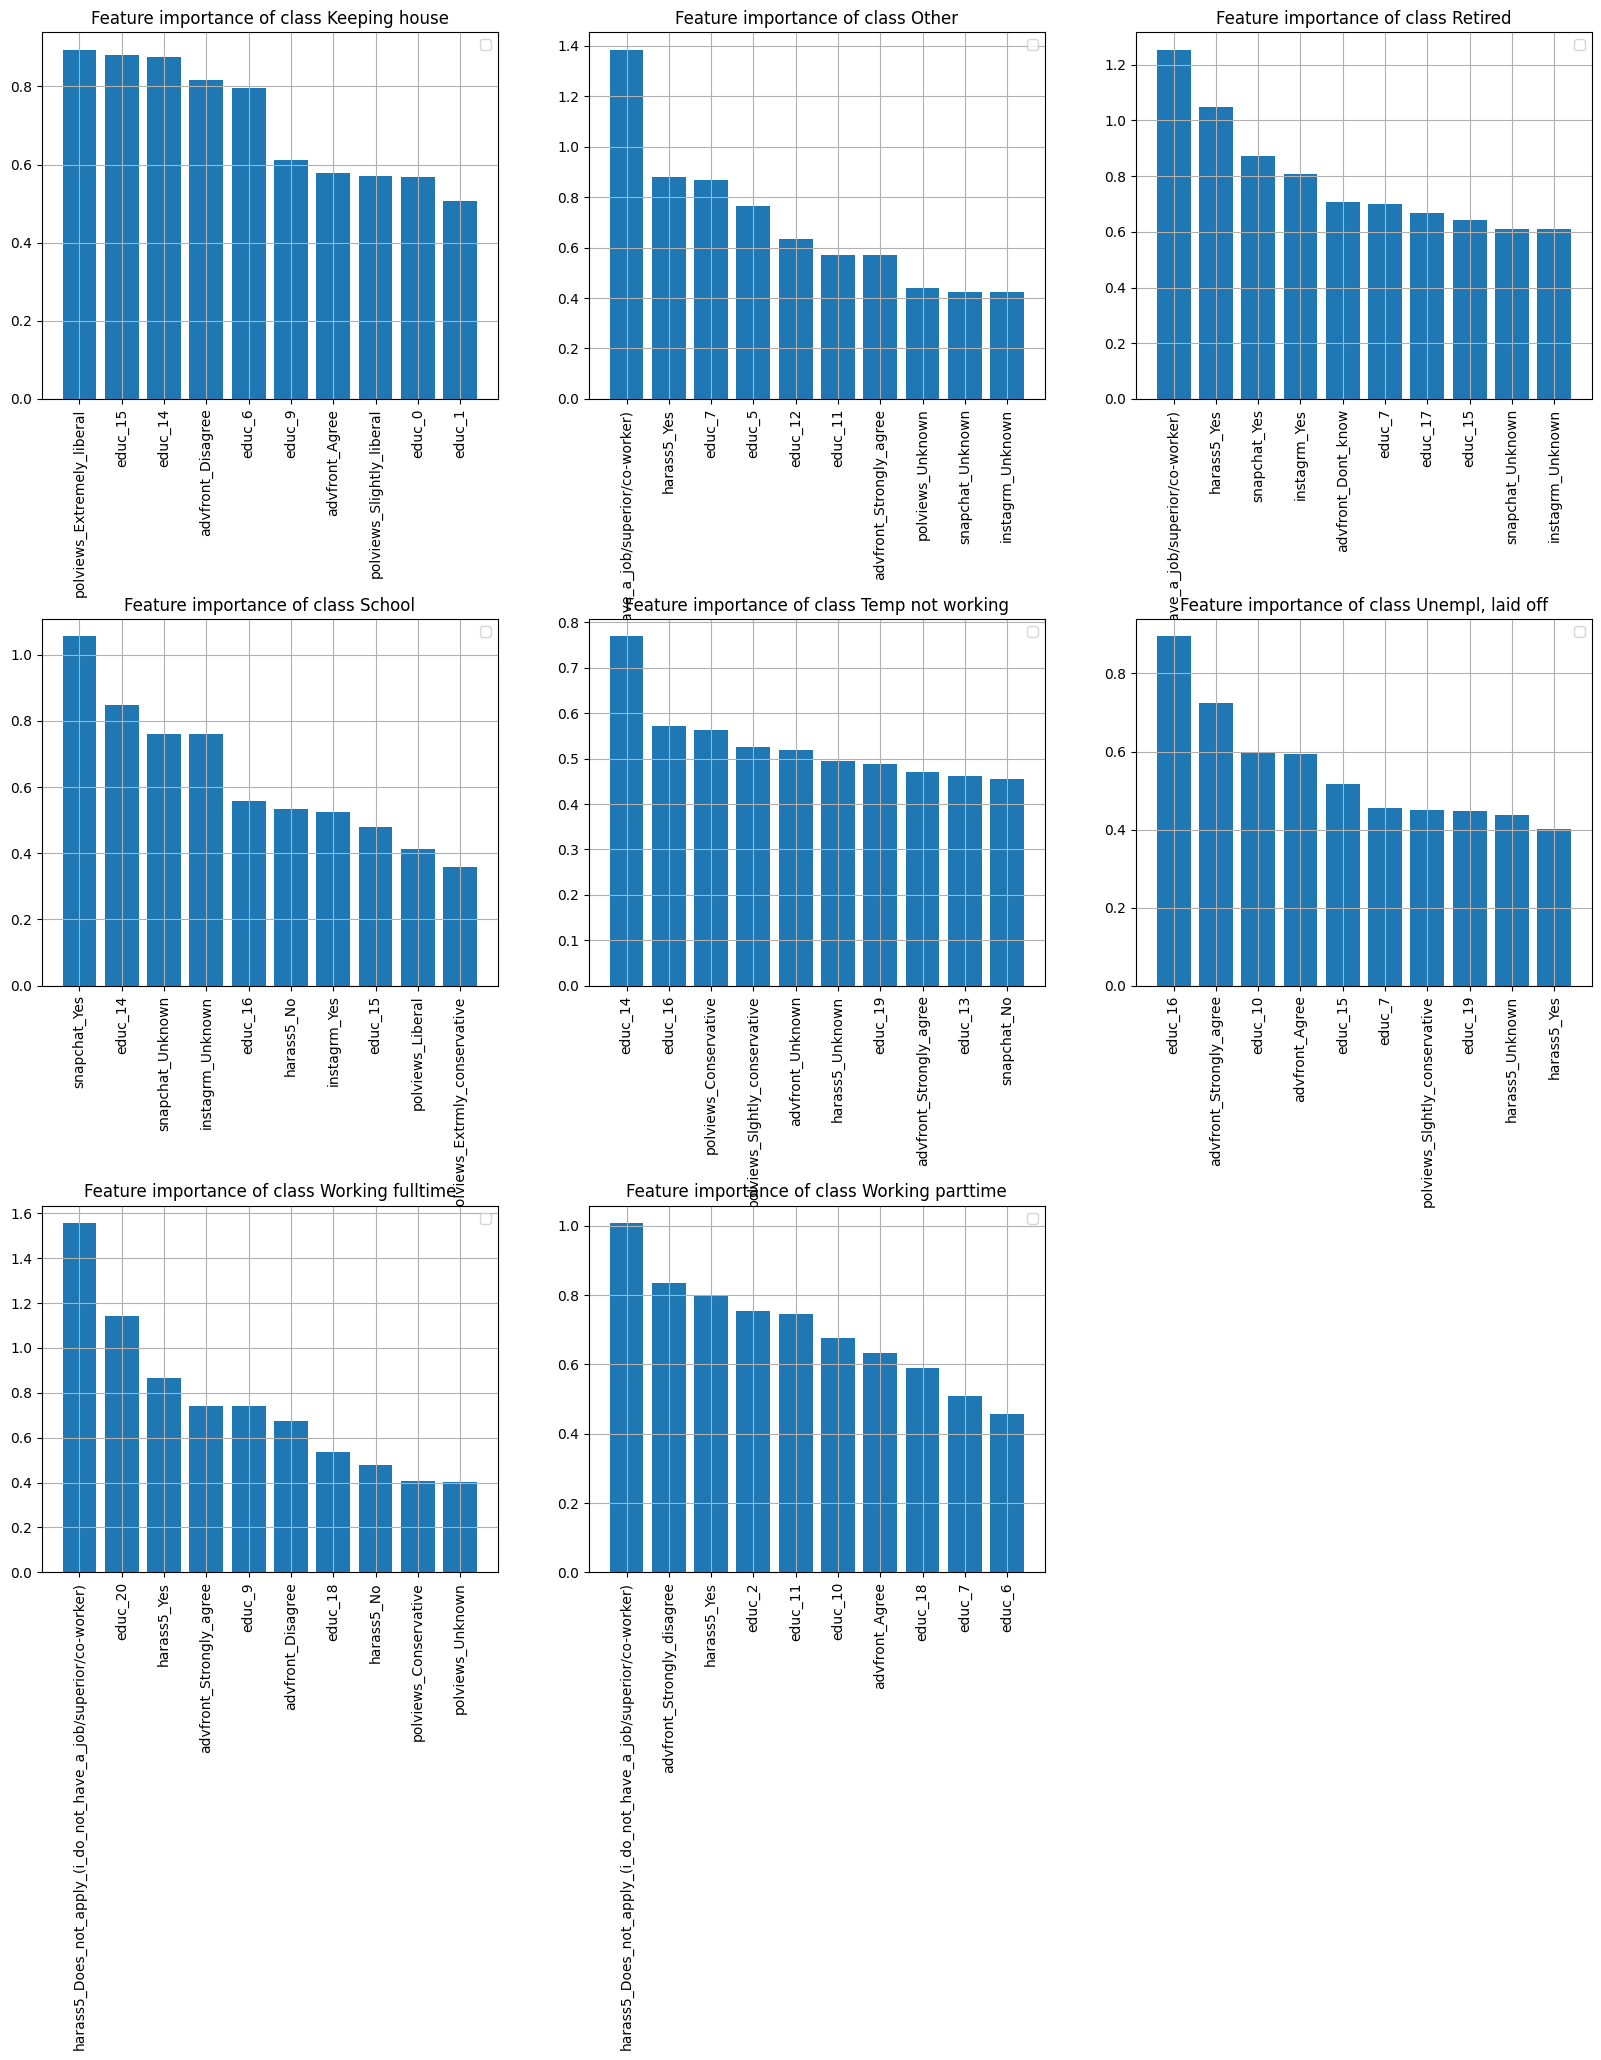 Feature importance of class Keeping house
0.8
0.6
0.4
0.2
0.0
polviews_Extremely_liberal
educ_15
educ_14
advfront_Disagree
educ_6
educ_9
advfront_Agree
polviews_Slightly_liberal
educ_0
educ_1
Feature importance of class Other
1.4
1.2
1.0
0.8
0.6
0.4
0.2
0.0
ave_a_job/superior/co-worker)
harass5_Yes
educ_7
educ_5
educ_12
educ_11
advfront_Strongly_agree
polviews_Unknown
snapchat_Unknown
instagrm_Unknown
Feature importance of class Retired
1.2
1.0
0.8
0.6
0.4
0.2
0.0
ave_a_job/superior/co-worker)
harass5_Yes
snapchat_Yes
instagrm_Yes
advfront_Dont_know
educ_7
educ_17
educ_15
snapchat_Unknown
instagrm_Unknown
Feature importance of class School
1.0
0.8
0.6
0.4
0.2
0.0
snapchat_Yes
educ_14
snapchat_Unknown
instagrm_Unknown
educ_16
harass5_No
instagrm_Yes
educ_15
polviews_Liberal
olviews_Extrmly_conservative
Feature importance of class Temp not working
0.8
0.7
0.6
0.5
0.4
0.3
0.2
0.1
0.0
educ_14
educ_16
polviews_Conservative
polviews_Slghtly_conservative
advfront_Unknown
harass5_Unknown
educ_19
advfront_Strongly_agree
educ_13
snapchat_No
Feature importance of class Unempl, laid off
0.8
0.6
0.4
0.2
0.0
educ_16
advfront_Strongly_agree
educ_10
advfront_Agree
educ_15
educ_7
polviews_Slghtly_conservative
educ_19
harass5_Unknown
harass5_Yes
Feature importance of class Working fulltime
1.6
1.4
1.2
1.0
0.8
0.6
0.4
0.2
0.0
harass5_Does_not_apply_(i_do_not_have_a_job/superior/co-worker)
educ_20
harass5_Yes
advfront_Strongly_agree
educ_9
advfront_Disagree
educ_18
harass5_No
polviews_Conservative
polviews_Unknown
Feature importance of class Working parttime
1.0
0.8
0.6
0.4
0.2
0.0
harass5_Does_not_apply_(i_do_not_have_a_job/superior/co-worker)
advfront_Strongly_disagree
harass5_Yes
educ_2
educ_11
educ_10
advfront_Agree
educ_18
educ_7
educ_6